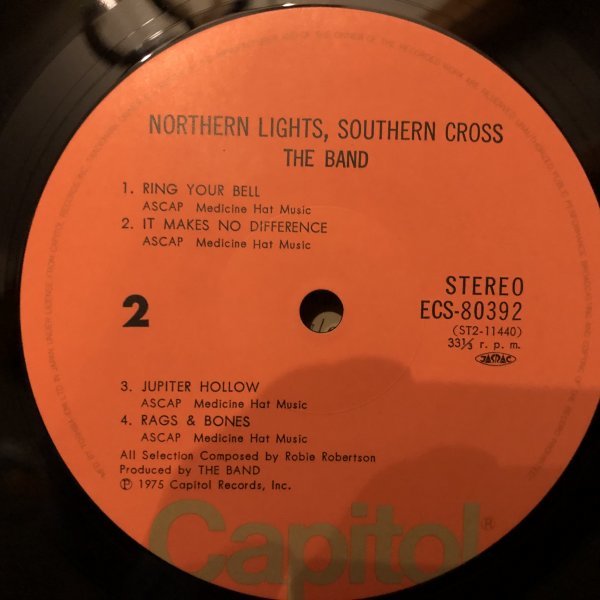 NORTHERN LIGHTS, SOUTHERN CROSS
THE BAND
1. RING YOUR BELL
ASCAP Medicine Hat Music
2. IT MAKES NO DIFFERENCE
ASCAP Medicine Hat Music
2
STEREO
ECS-80392
(ST2-11440)
33⅓ r. p. m.
JASRAC
3. JUPITER HOLLOW
ASCAP Medicine Hat Music
4. RAGS & BONES
ASCAP Medicine Hat Music
All Selection Composed by Robie Robertson
Produced by THE BAND
Ⓟ 1975 Capitol Records, Inc.
Capitol®